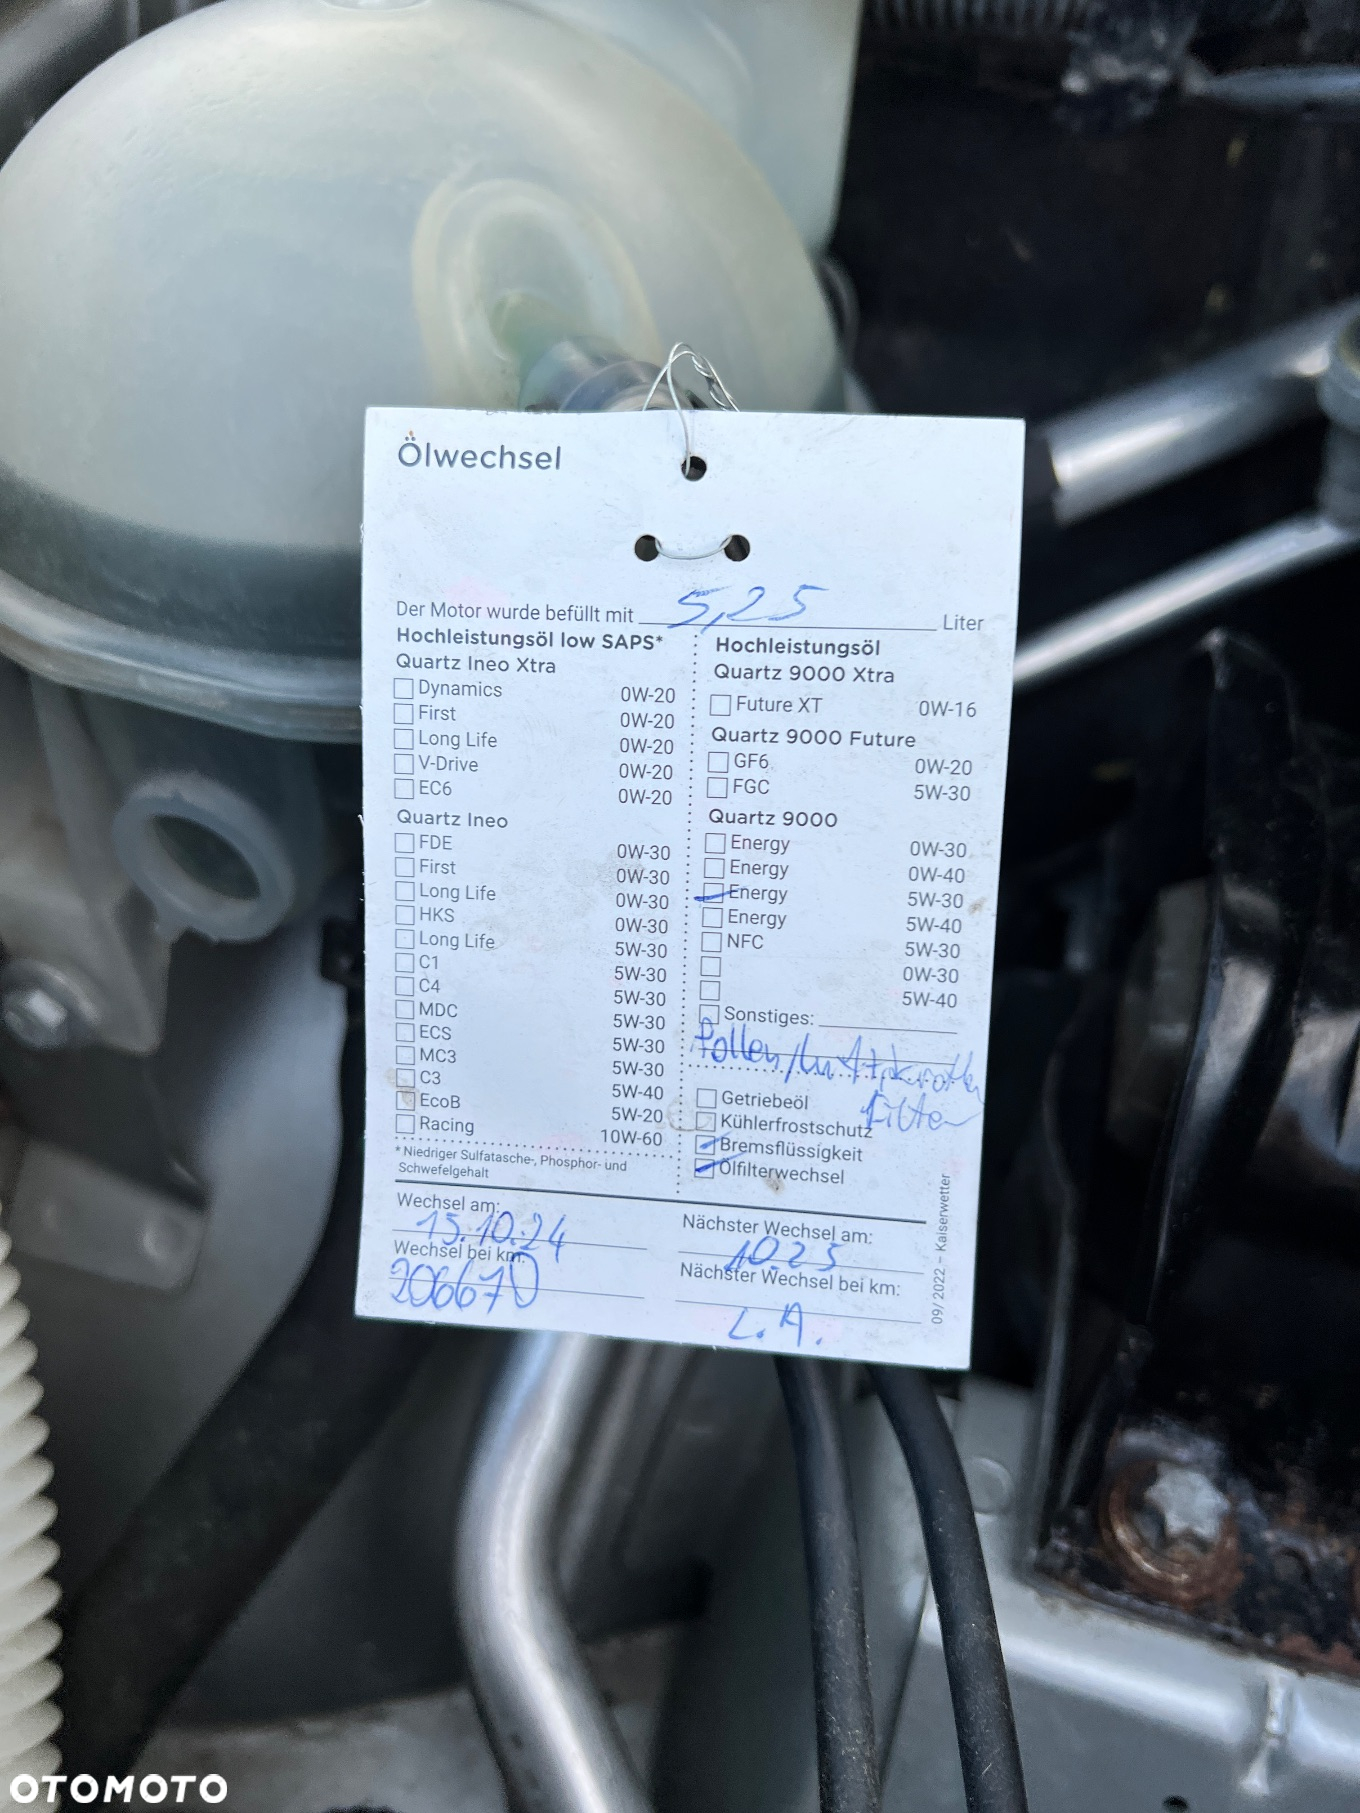 Ölwechsel
Der Motor wurde befüllt mit 5,25 Liter
Hochleistungsöl low SAPS*
Quartz Ineo Xtra
Dynamics 0W-20
First 0W-20
Long Life 0W-20
V-Drive 0W-20
EC6 0W-20
Quartz Ineo
FDE 0W-30
First 0W-30
Long Life 0W-30
HKS 0W-30
Long Life 5W-30
C1 5W-30
C4 5W-30
MDC 5W-30
ECS 5W-30
MC3 5W-30
C3 5W-40
EcoB 5W-20
Racing 10W-60
* Niedriger Sulfatasche-, Phosphor- und
Schwefelgehalt
Hochleistungsöl
Quartz 9000 Xtra
Future XT 0W-16
Quartz 9000 Future
GF6 0W-20
FGC 5W-30
Quartz 9000
Energy 0W-30
Energy 0W-40
Energy 5W-30
Energy 5W-40
NFC 5W-30
0W-30
5W-40
Sonstiges:
Pollen/Luft,
Filter
Getriebeöl
Kühlerfrostschutz
Bremsflüssigkeit
Ölfilterwechsel
Wechsel am:
15.10.24
Wechsel bei km:
206670
Nächster Wechsel am:
10.25
Nächster Wechsel bei km:
L.A.
09/2022 – Kaiserwetter
OTOMOTO